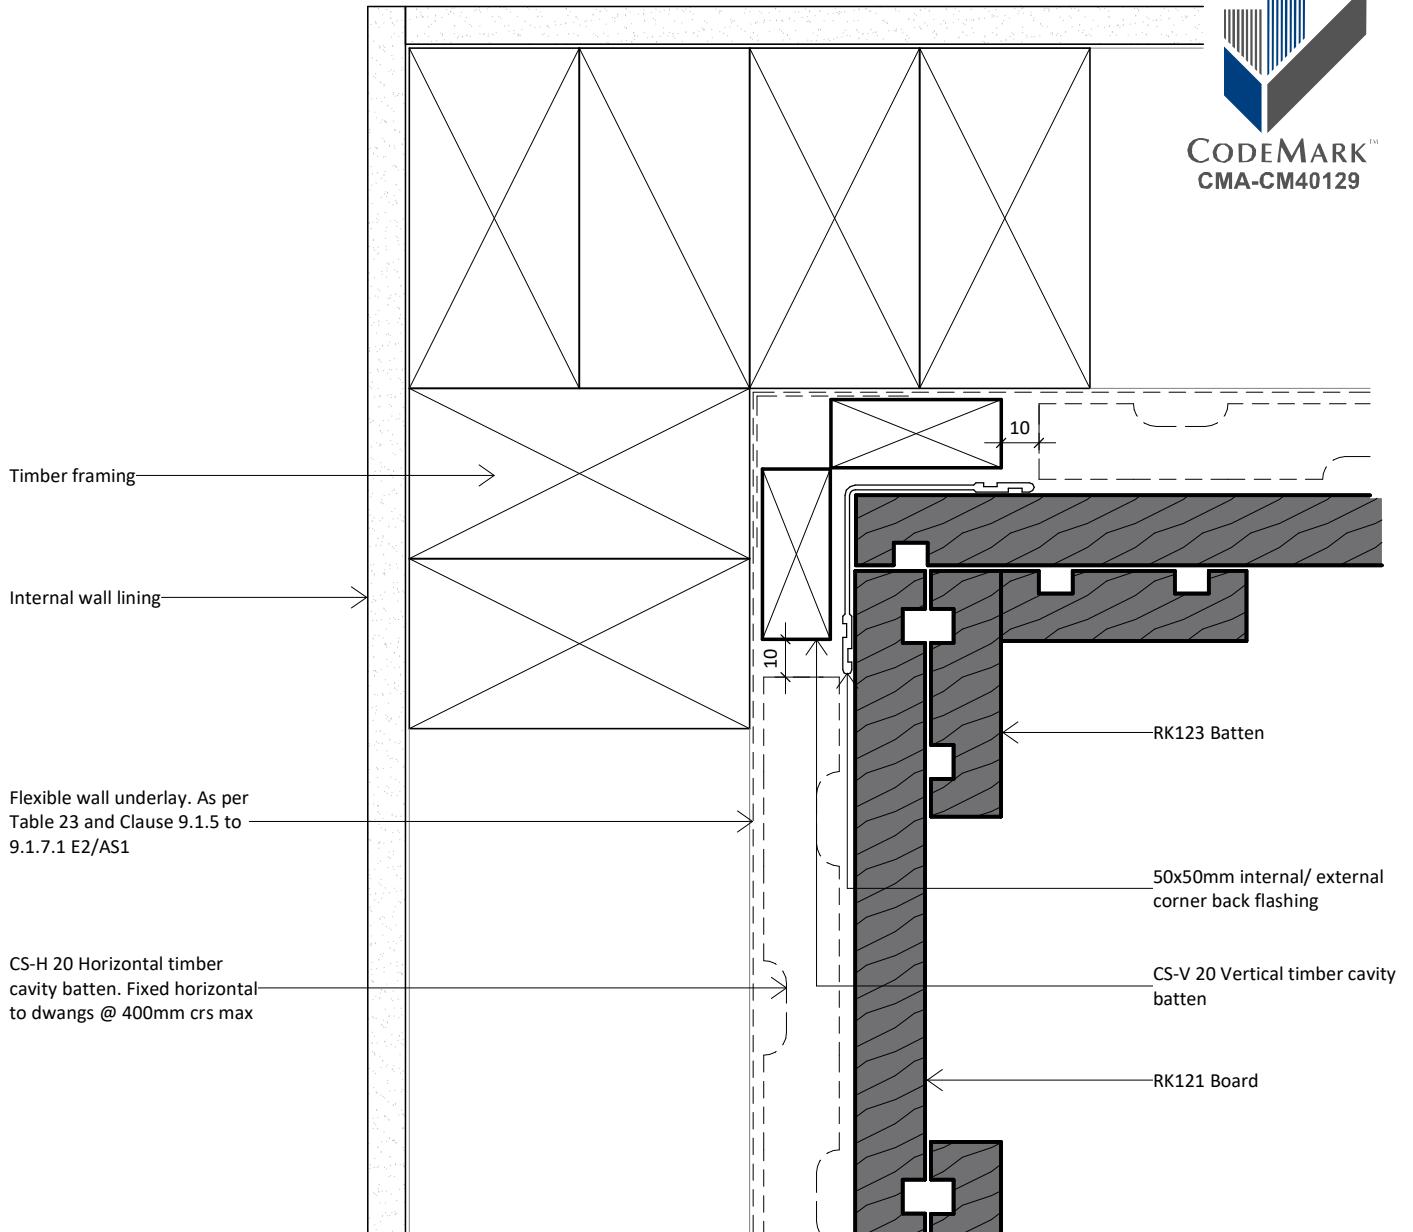 CODEMARK™
CMA-CM40129
10
Timber framing
Internal wall lining
10
RK123 Batten
Flexible wall underlay. As per
Table 23 and Clause 9.1.5 to
9.1.7.1 E2/AS1
50x50mm internal/ external
corner back flashing
CS-H 20 Horizontal timber
cavity batten. Fixed horizontal
to dwangs @ 400mm crs max
CS-V 20 Vertical timber cavity
batten
RK121 Board